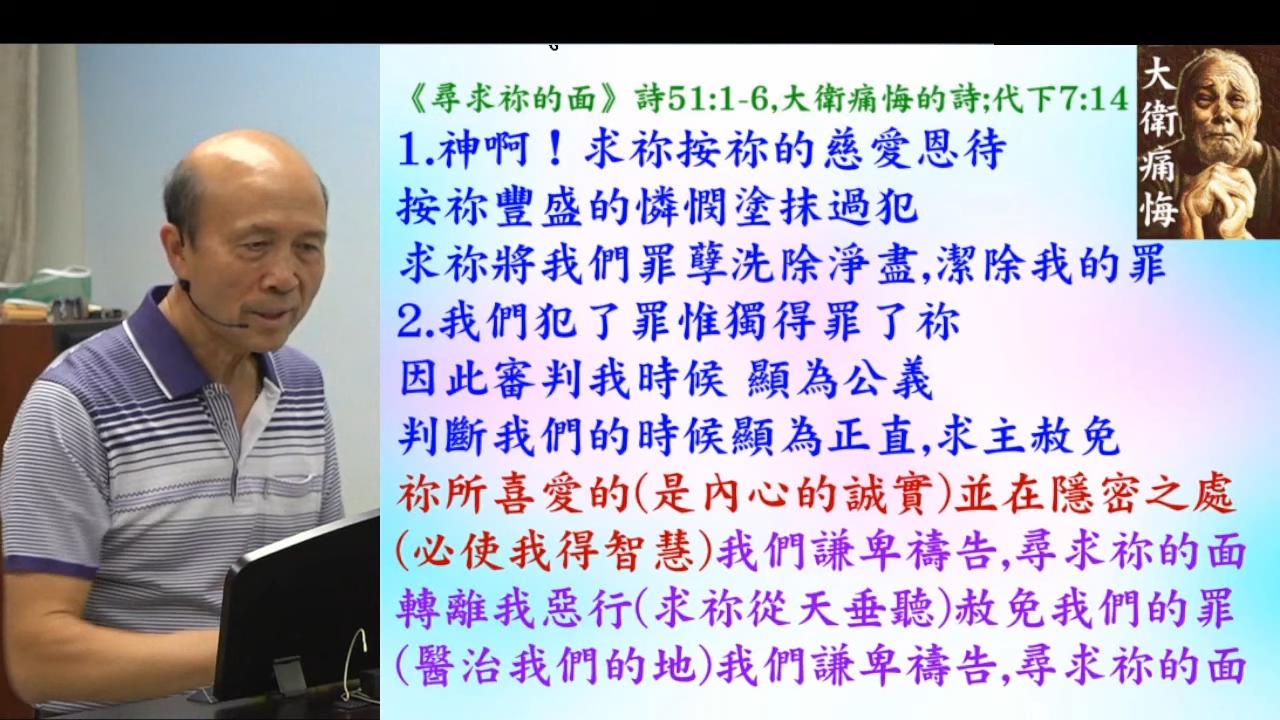 《尋求祢的面》詩51:1-6,大衛痛悔的詩;代下7:14
1.神啊！求祢按祢的慈愛恩待
按祢豐盛的憐憫塗抹過犯
求祢將我們罪孽洗除淨盡,潔除我的罪
2.我們犯了罪惟獨得罪了祢
因此審判我時候 顯為公義
判斷我們的時候顯為正直,求主赦免
祢所喜愛的(是內心的誠實)並在隱密之處
(必使我得智慧)我們謙卑禱告,尋求祢的面
轉離我惡行(求祢從天垂聽)赦免我們的罪
(醫治我們的地)我們謙卑禱告,尋求祢的面
大衛痛悔